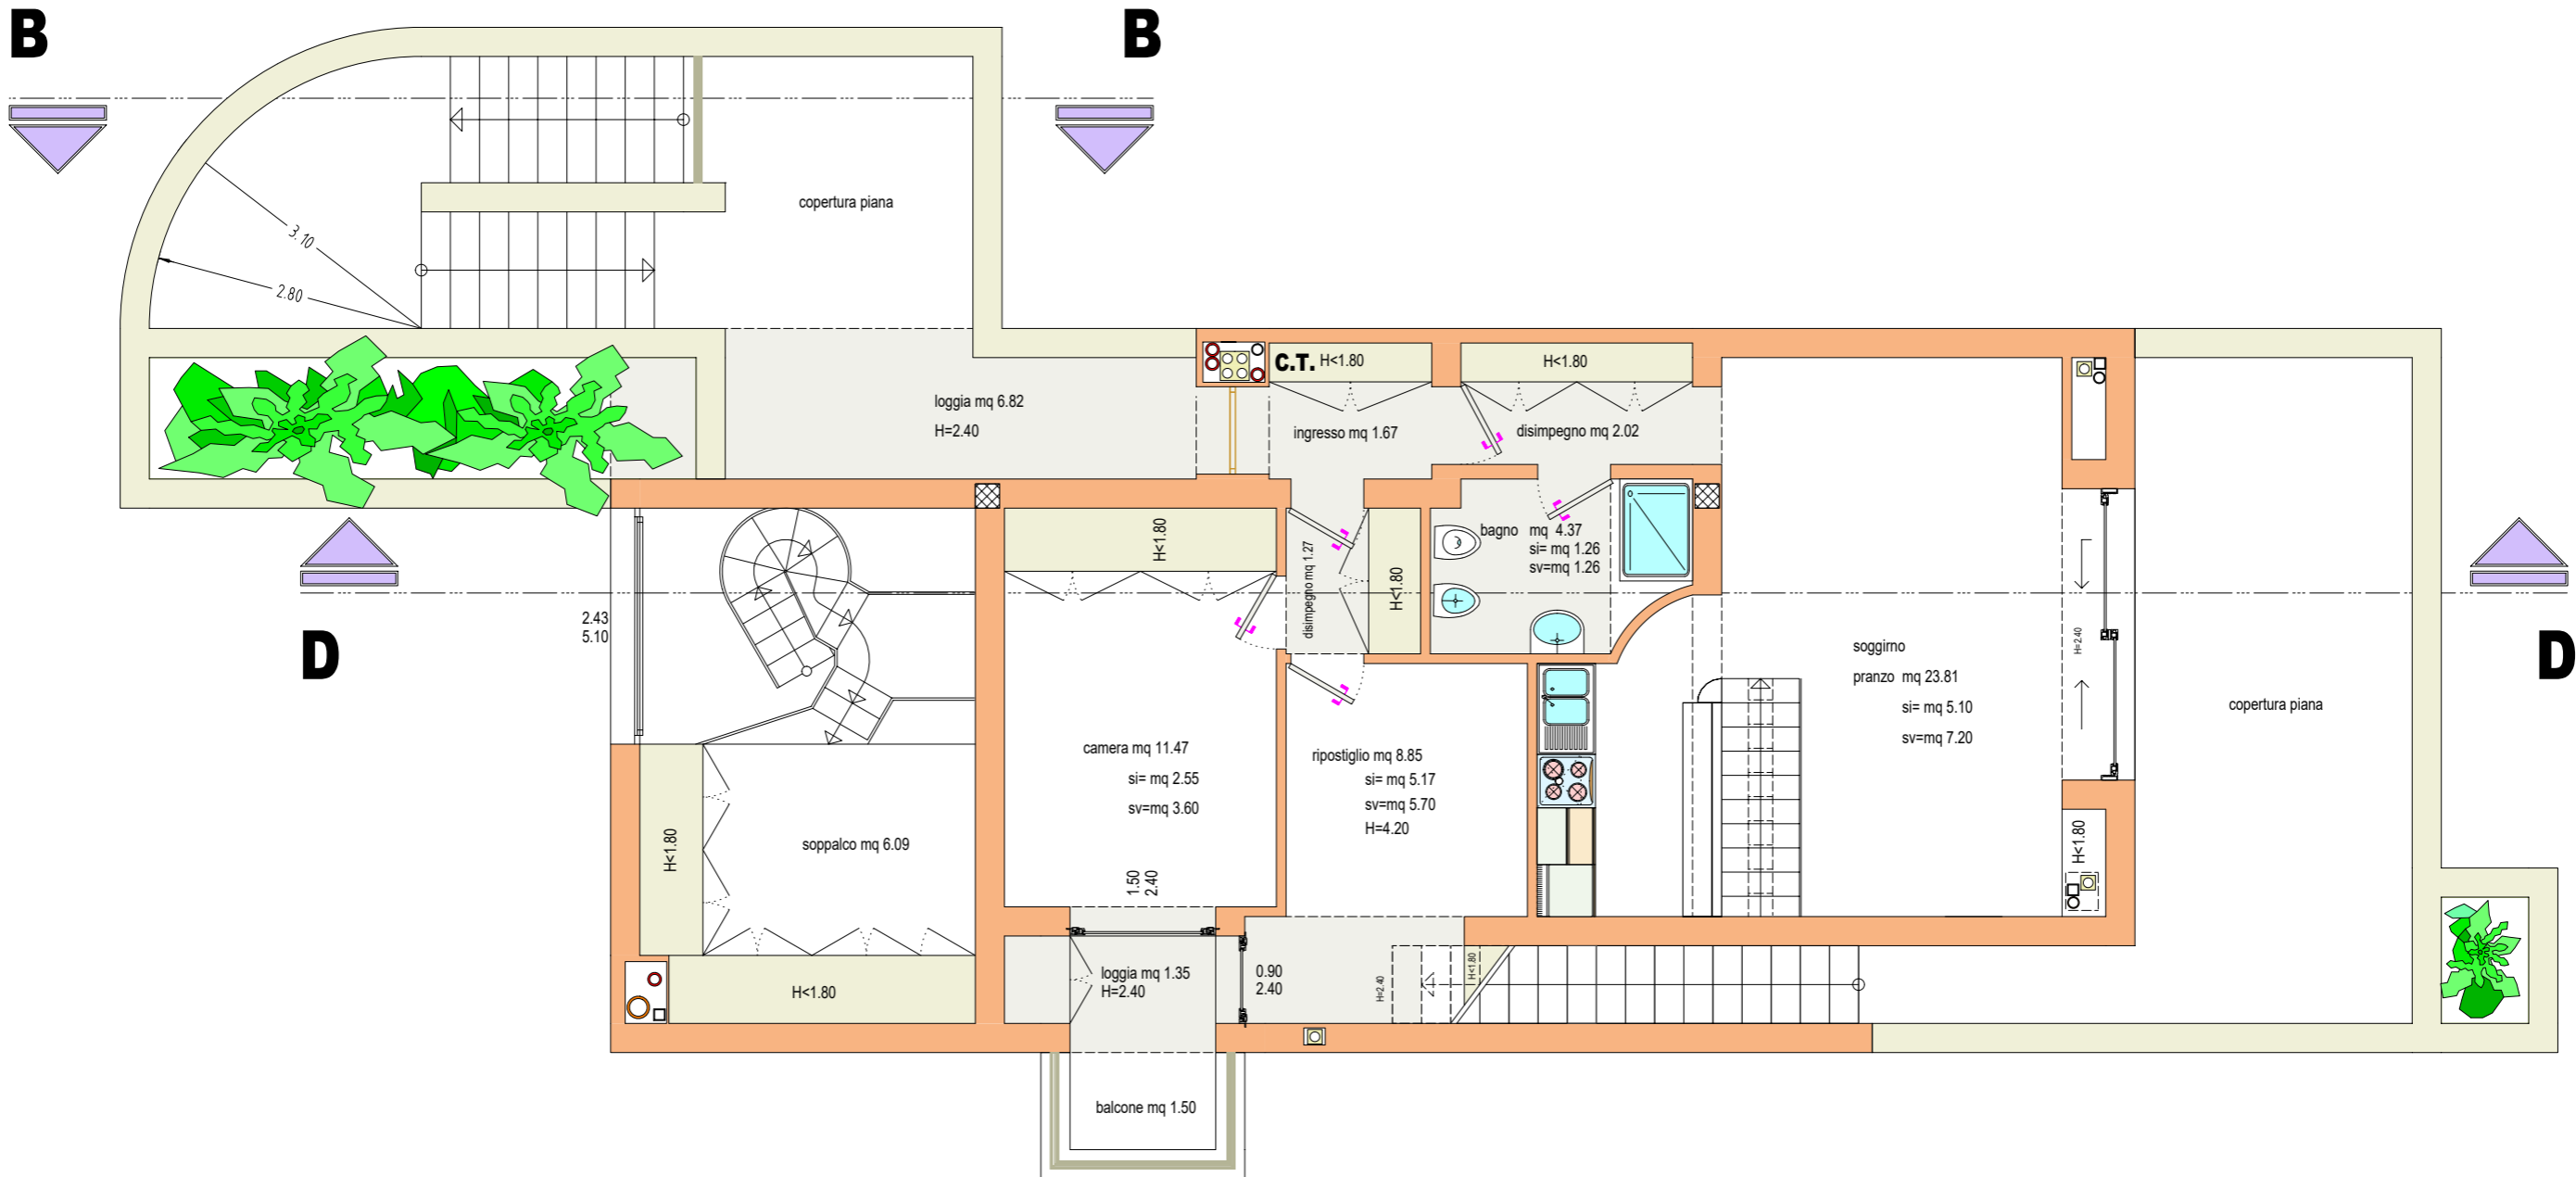 B
B
3.10
2.80
copertura piana
loggia mq 6.82
H=2.40
C.T.
H<1.80
H<1.80
ingresso mq 1.67
disimpegno mq 2.02
H<1.80
disimpegno mq 1.27
H<1.80
bagno mq 4.37
si= mq 1.26
sv=mq 1.26
2.43
5.10
D
D
soggirno
pranzo mq 23.81
si= mq 5.10
sv=mq 7.20
H=2.40
copertura piana
camera mq 11.47
si= mq 2.55
sv=mq 3.60
ripostiglio mq 8.85
si= mq 5.17
sv=mq 5.70
H=4.20
soppalco mq 6.09
H<1.80
H<1.80
1.50
2.40
H<1.80
loggia mq 1.35
H=2.40
0.90
2.40
H=2.40
H<1.80
balcone mq 1.50